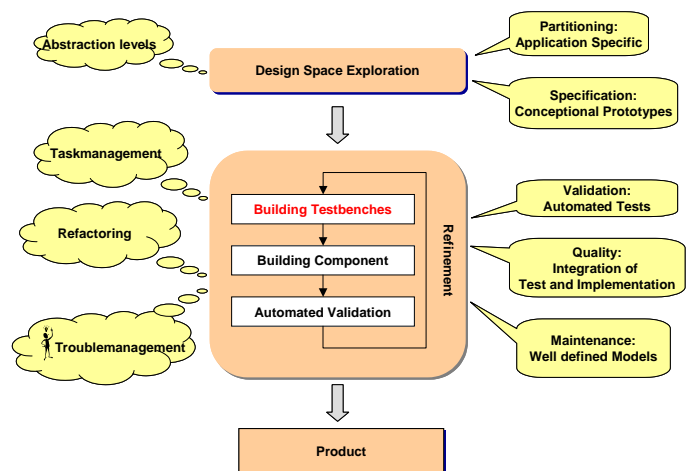 Abstraction levels
Design Space Exploration
Partitioning:
Application Specific
Specification:
Conceptional Prototypes
Taskmanagement
Refactoring
Troublemanagement
Building Testbenches
Building Component
Automated Validation
Refinement
Validation:
Automated Tests
Quality:
Integration of
Test and Implementation
Maintenance:
Well defined Models
Product